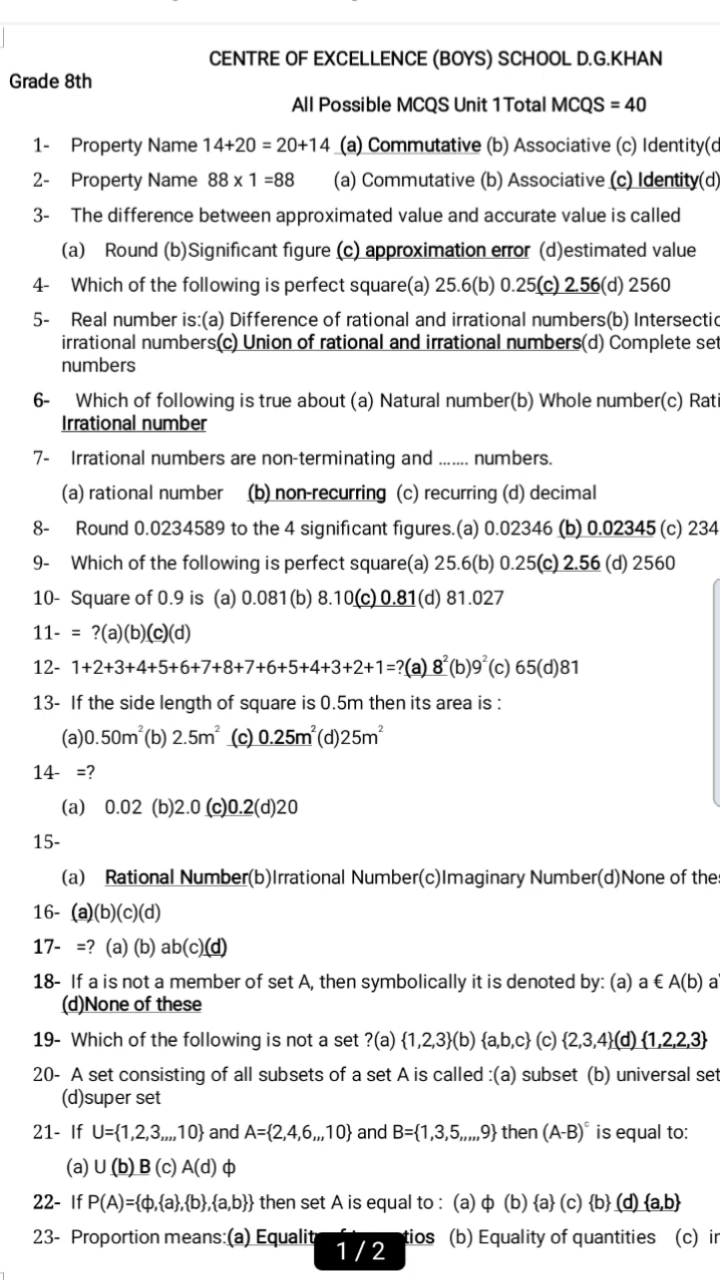 CENTRE OF EXCELLENCE (BOYS) SCHOOL D.G.KHAN
Grade 8th
All Possible MCQS Unit 1Total MCQS = 40
1- Property Name 14+20 = 20+14 (a) Commutative (b) Associative (c) Identity(d
2- Property Name 88 x 1 =88 (a) Commutative (b) Associative (c) Identity(d)
3- The difference between approximated value and accurate value is called
(a) Round (b)Significant figure (c) approximation error (d)estimated value
4- Which of the following is perfect square(a) 25.6(b) 0.25(c) 2.56(d) 2560
5- Real number is:(a) Difference of rational and irrational numbers(b)
irrational numbers(c) Union of rational and irrational numbers(d) Complete set
numbers
6- Which of following is true about (a) Natural number(b) Whole number(c)
Irrational number
7- Irrational numbers are non-terminating and ....... numbers.
(a) rational number (b) non-recurring (c) recurring (d) decimal
8- Round 0.0234589 to the 4 significant figures.(a) 0.02346 (b) 0.02345 (c) 234
9- Which of the following is perfect square(a) 25.6(b) 0.25(c) 2.56 (d) 2560
10- Square of 0.9 is (a) 0.081(b) 8.10(c) 0.81(d) 81.027
11- = ?(a)(b)(c)(d)
12- 1+2+3+4+5+6+7+8+7+6+5+4+3+2+1=?(a) 8²(b)9²(c) 65(d)81
13- If the side length of square is 0.5m then its area is :
(a)0.50m²(b) 2.5m² (c) 0.25m²(d)25m²
14- =?
(a) 0.02 (b)2.0 (c)0.2(d)20
15-
(a) Rational Number(b)Irrational Number(c)Imaginary Number(d)None of
16- (a)(b)(c)(d)
17- =? (a) (b) ab(c)(d)
18- If a is not a member of set A, then symbolically it is denoted by: (a) a € A(b) a
(d)None of these
19- Which of the following is not a set ?(a) {1,2,3}(b) {a,b,c} (c) {2,3,4}(d) {1,2,2,3}
20- A set consisting of all subsets of a set A is called :(a) subset (b) universal set
(d)super set
21- If U={1,2,3,,,,10} and A={2,4,6,,,10} and B={1,3,5,,,,,9} then (A-B)ᶜ is equal to:
(a) U (b) B (c) A(d) ϕ
22- If P(A)={ϕ,{a},{b},{a,b}} then set A is equal to : (a) ϕ (b) {a} (c) {b} (d) {a,b}
23- Proportion means:(a) (b) Equality of quantities (c)
1 / 2